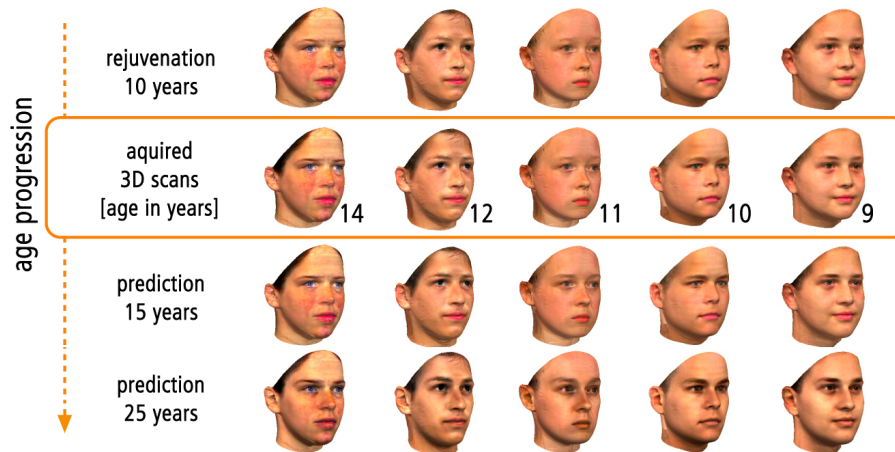 age progression
rejuvenation
10 years
aquired
3D scans
[age in years]
14
12
11
10
9
prediction
15 years
prediction
25 years